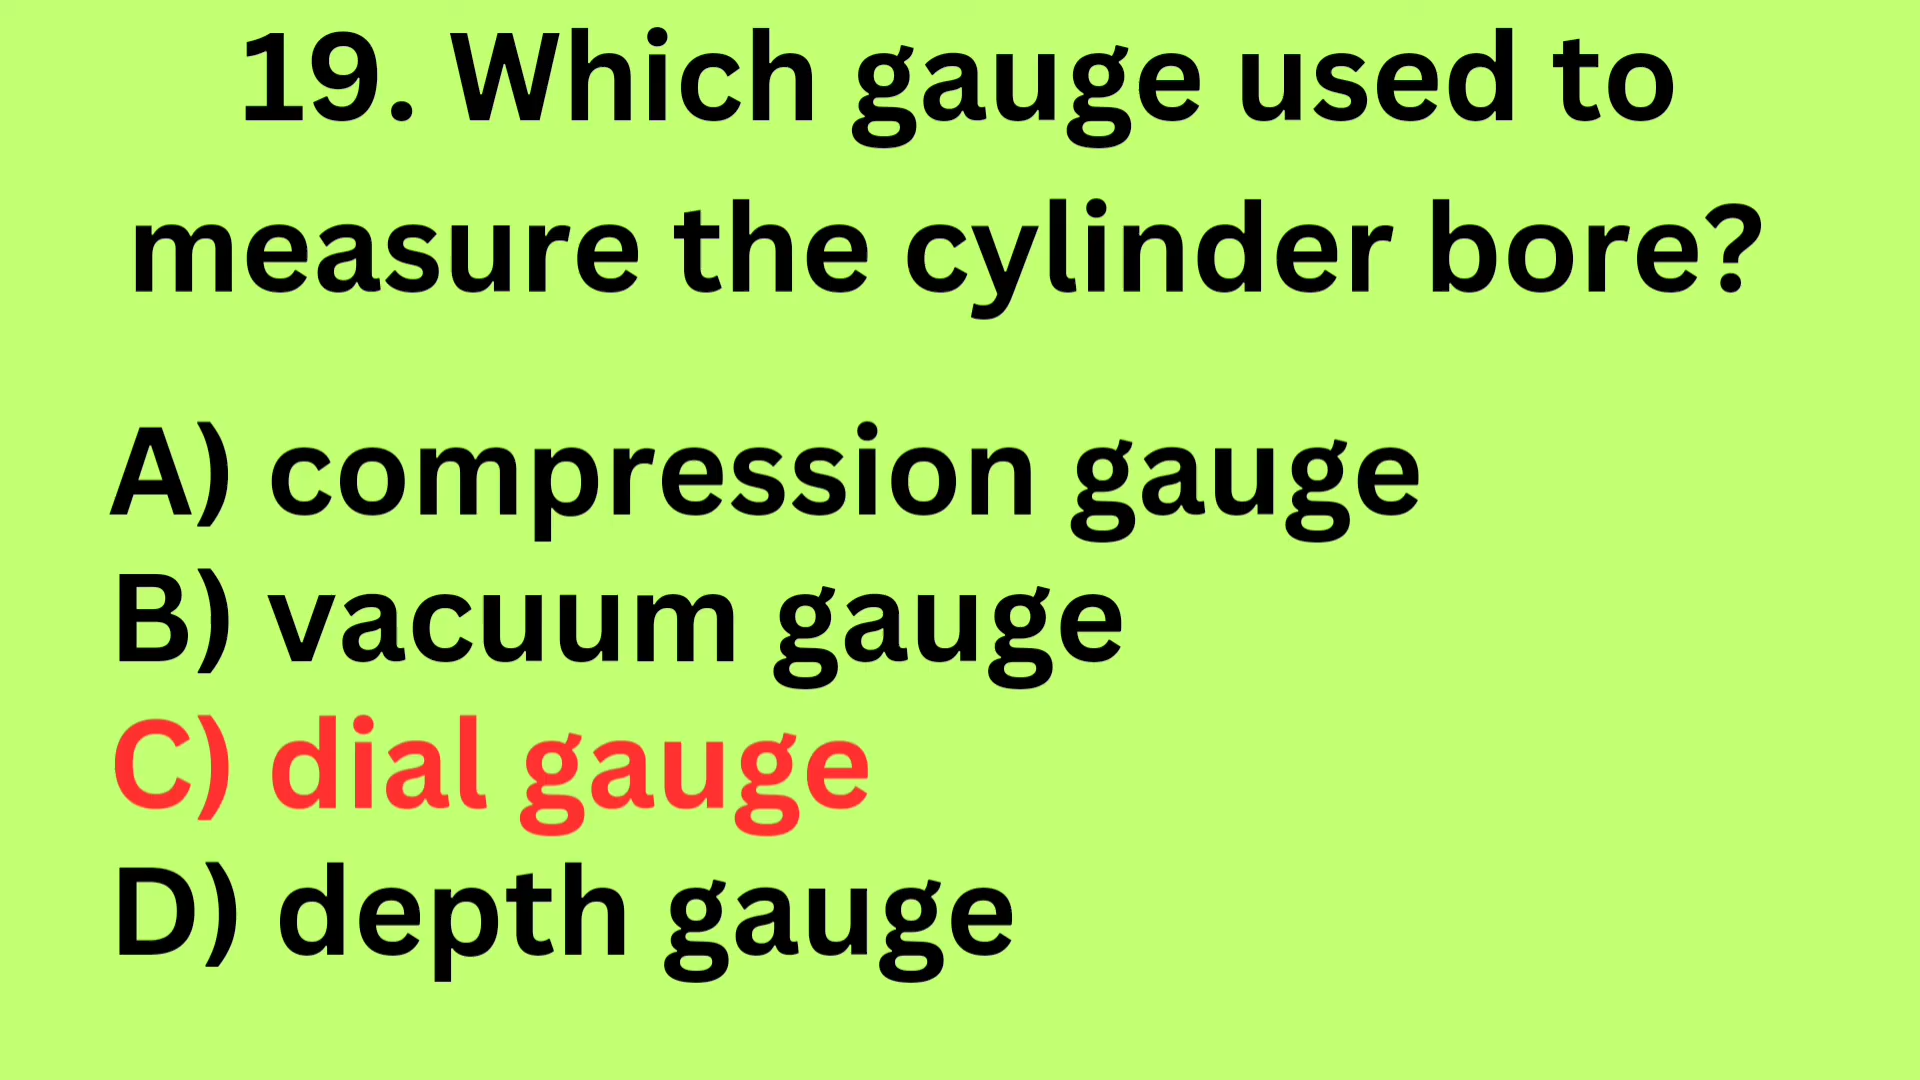 19. Which gauge used to
measure the cylinder bore?
A) compression gauge
B) vacuum gauge
C) dial gauge
D) depth gauge